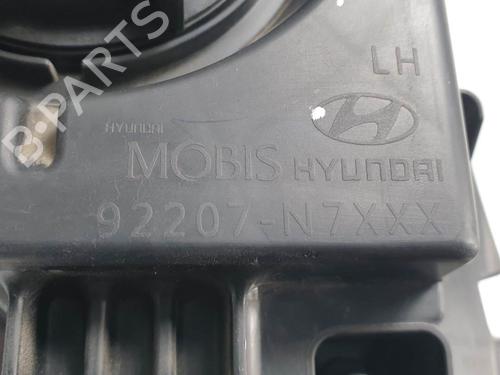 B-PARTS
LH
HYUNDAI
MOBIS HYUNDAI
92207-N7XXX